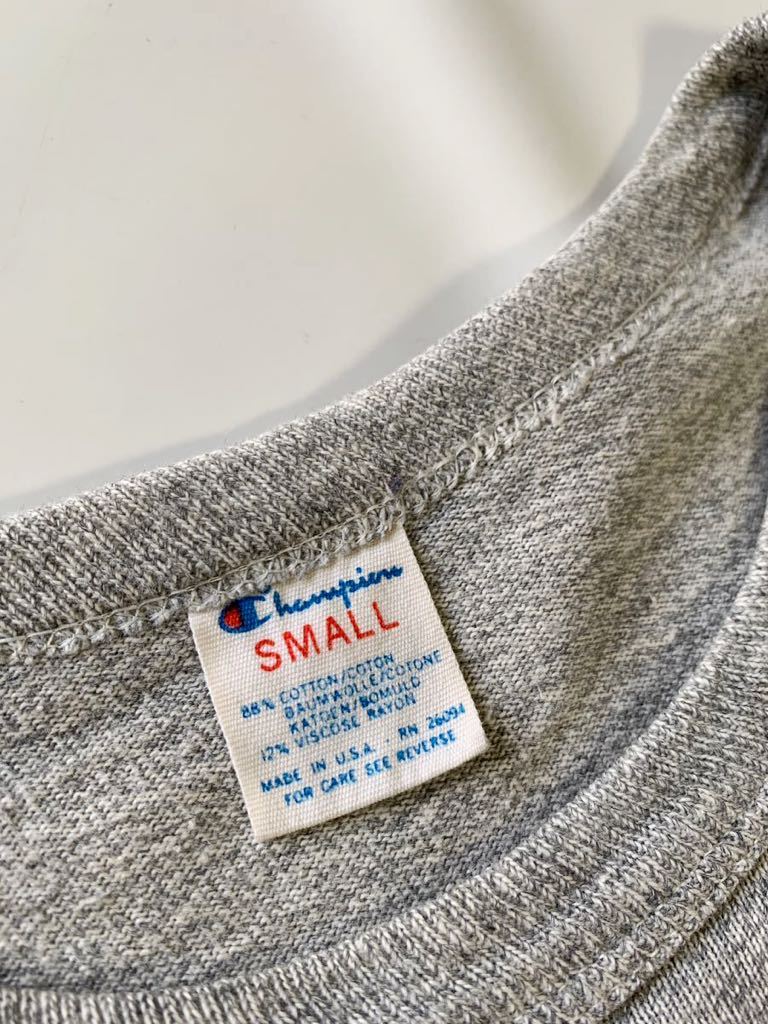 Champion
SMALL
88% COTTON/COTON
BAUMWOLLE/COTONE
KATOEN/BOMULD
12% VISCOSE RAYON
MADE IN U.S.A. · RN 26094
FOR CARE SEE REVERSE